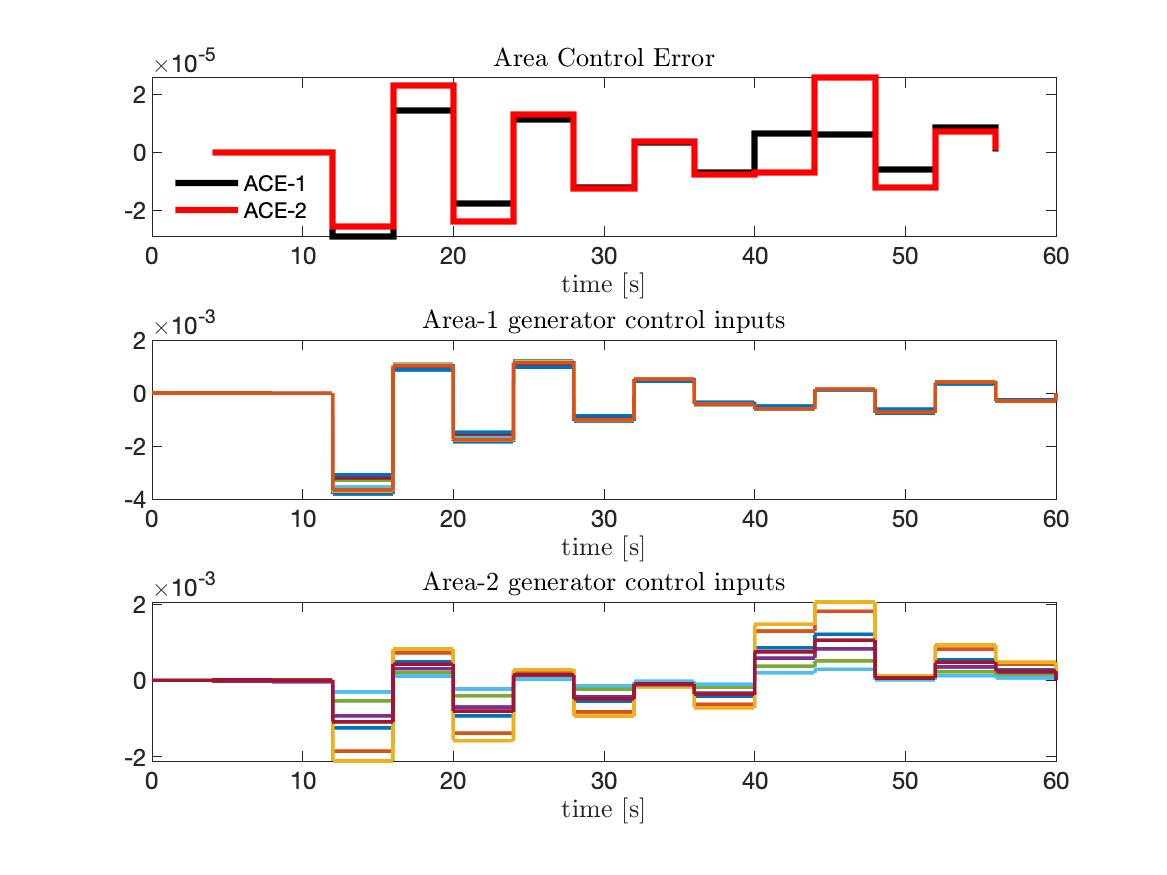 ×10-5
Area Control Error
2
0
-2
ACE-1
ACE-2
0 10 20 30 40 50 60
time [s]
×10-3
Area-1 generator control inputs
2
0
-2
-4
0 10 20 30 40 50 60
time [s]
×10-3
Area-2 generator control inputs
2
0
-2
0 10 20 30 40 50 60
time [s]